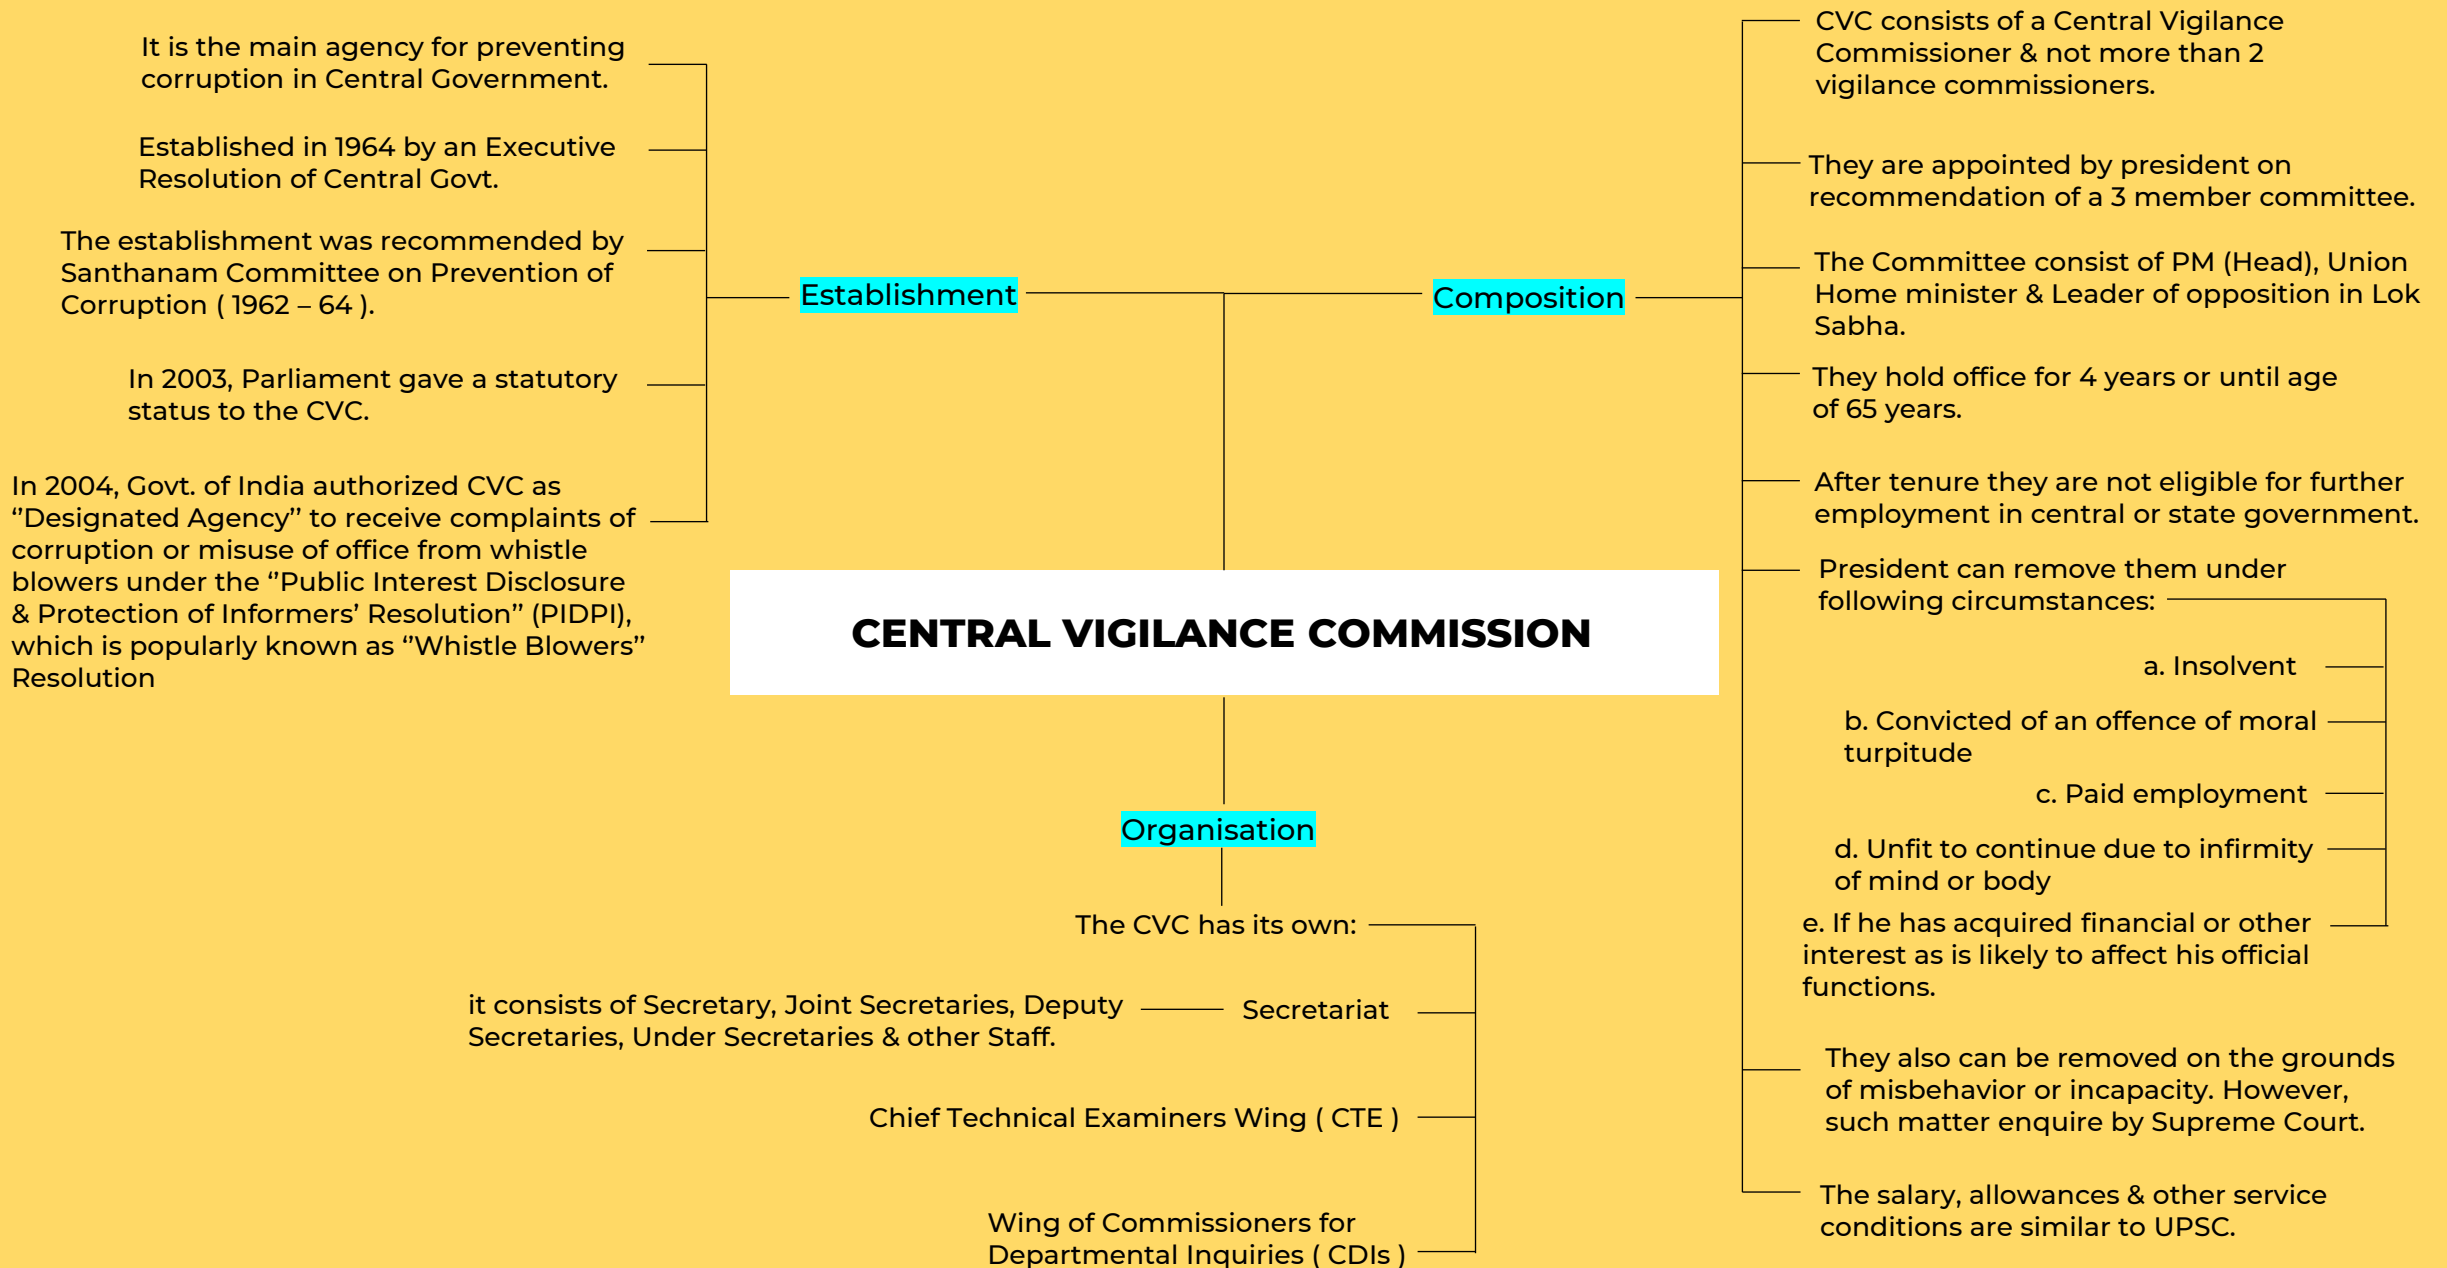 It is the main agency for preventing
corruption in Central Government.
Established in 1964 by an Executive
Resolution of Central Govt.
The establishment was recommended by
Santhanam Committee on Prevention of
Corruption ( 1962 – 64 ).
In 2003, Parliament gave a statutory
status to the CVC.
In 2004, Govt. of India authorized CVC as
“Designated Agency” to receive complaints of
corruption or misuse of office from whistle
blowers under the “Public Interest Disclosure
& Protection of Informers’ Resolution” (PIDPI),
which is popularly known as “Whistle Blowers”
Resolution
Establishment
Composition
CVC consists of a Central Vigilance
Commissioner & not more than 2
vigilance commissioners.
They are appointed by president on
recommendation of a 3 member committee.
The Committee consist of PM (Head), Union
Home minister & Leader of opposition in Lok
Sabha.
They hold office for 4 years or until age
of 65 years.
After tenure they are not eligible for further
employment in central or state government.
President can remove them under
following circumstances:
a. Insolvent
b. Convicted of an offence of moral
turpitude
c. Paid employment
d. Unfit to continue due to infirmity
of mind or body
e. If he has acquired financial or other
interest as is likely to affect his official
functions.
They also can be removed on the grounds
of misbehavior or incapacity. However,
such matter enquire by Supreme Court.
The salary, allowances & other service
conditions are similar to UPSC.
CENTRAL VIGILANCE COMMISSION
Organisation
The CVC has its own:
Secretariat
it consists of Secretary, Joint Secretaries, Deputy
Secretaries, Under Secretaries & other Staff.
Chief Technical Examiners Wing ( CTE )
Wing of Commissioners for
Departmental Inquiries ( CDIs )